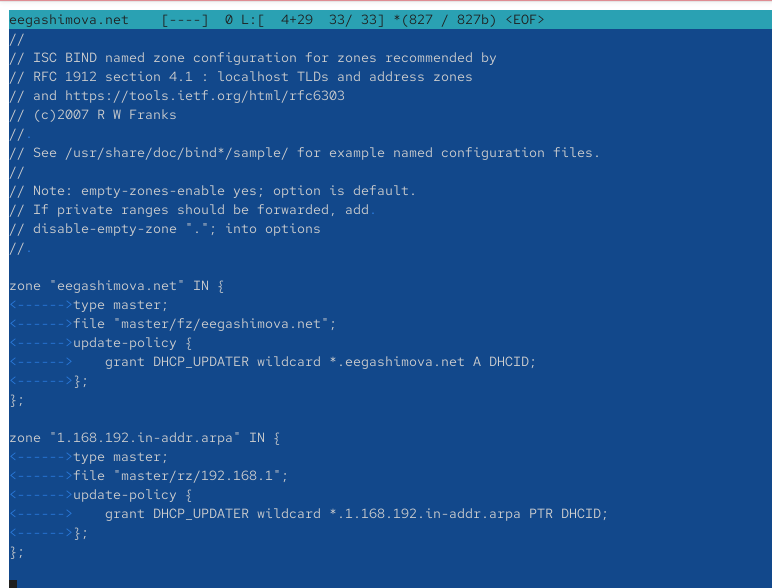 eegashimova.net    [----]  0 L:[  4+29  33/ 33] *(827 / 827b) <EOF>
//
// ISC BIND named zone configuration for zones recommended by
// RFC 1912 section 4.1 : localhost TLDs and address zones
// and https://tools.ietf.org/html/rfc6303
// (c)2007 R W Franks
//.
// See /usr/share/doc/bind*/sample/ for example named configuration files.
//
// Note: empty-zones-enable yes; option is default.
// If private ranges should be forwarded, add.
// disable-empty-zone "."; into options
//.

zone "eegashimova.net" IN {
<------>type master;
<------>file "master/fz/eegashimova.net";
<------>update-policy {
<------>    grant DHCP_UPDATER wildcard *.eegashimova.net A DHCID;
<------>};
};

zone "1.168.192.in-addr.arpa" IN {
<------>type master;
<------>file "master/rz/192.168.1";
<------>update-policy {
<------>    grant DHCP_UPDATER wildcard *.1.168.192.in-addr.arpa PTR DHCID;
<------>};
};